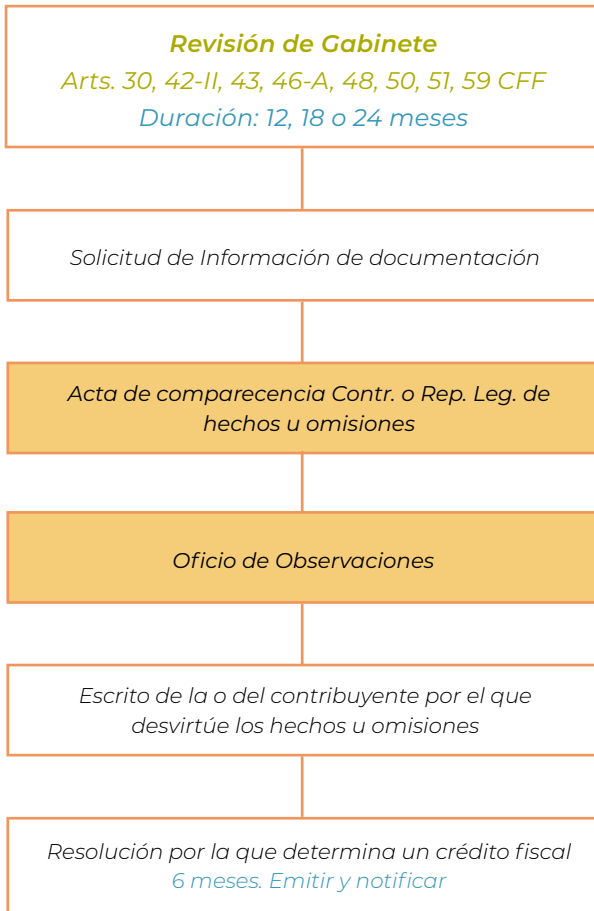 Revisión de Gabinete
Arts. 30, 42-II, 43, 46-A, 48, 50, 51, 59 CFF
Duración: 12, 18 o 24 meses
Solicitud de Información de documentación
Acta de comparecencia Contr. o Rep. Leg. de
hechos u omisiones
Oficio de Observaciones
Escrito de la o del contribuyente por el que
desvirtúe los hechos u omisiones
Resolución por la que determina un crédito fiscal
6 meses. Emitir y notificar